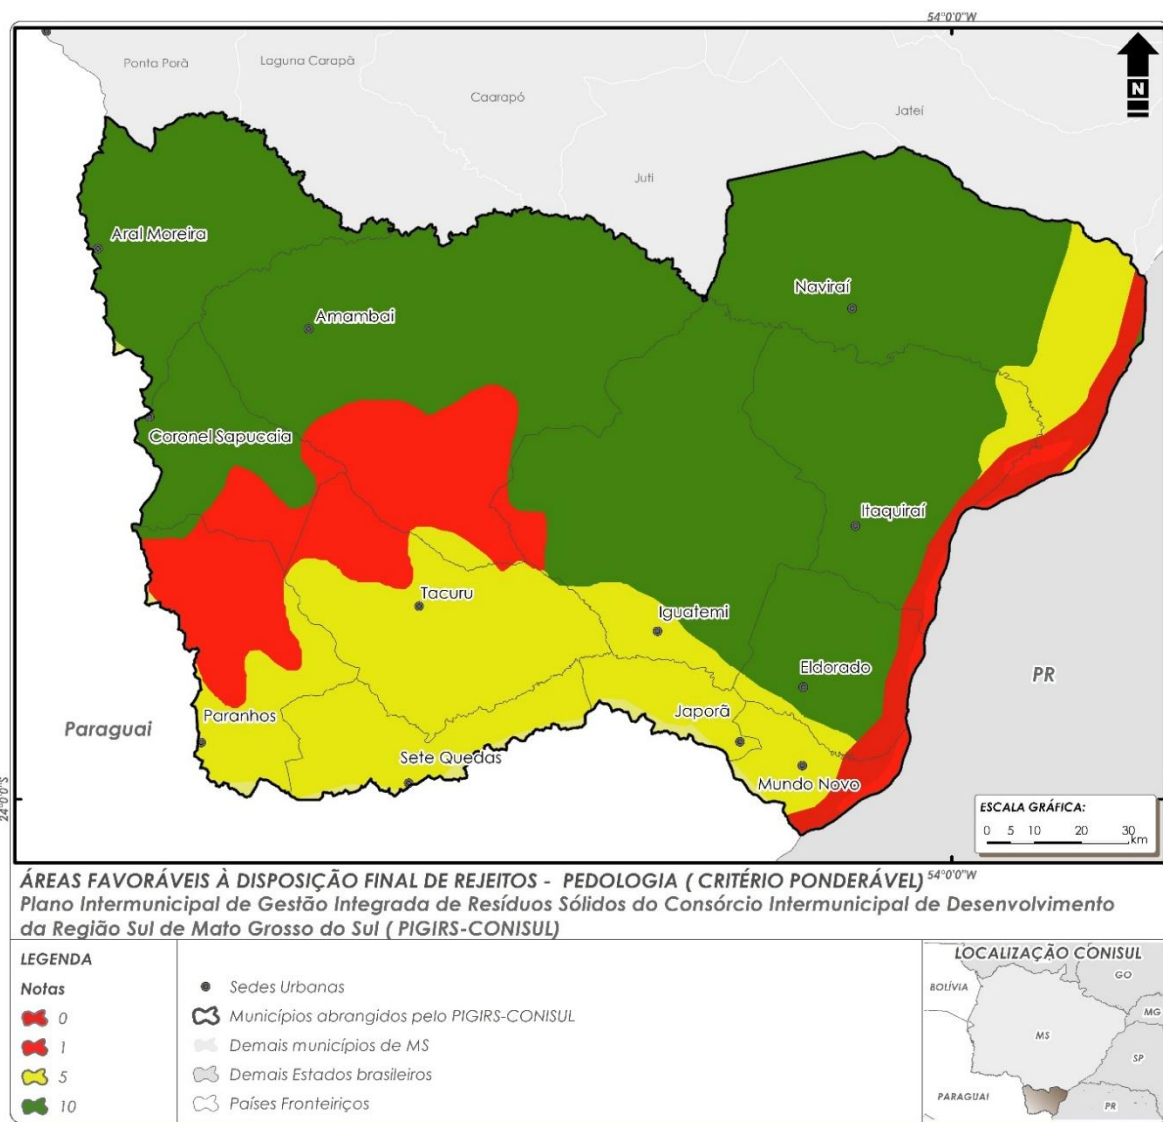 54°0'0"W
Ponta Porã
Laguna Carapã
Caarapó
Jateí
Juti
N
Aral Moreira
Naviraí
Amambai
Coronel Sapucaia
Itaquiraí
Tacuru
Iguatemi
Eldorado
PR
Paranhos
Japorã
Paraguai
Sete Quedas
Mundo Novo
24°0'0"S
ESCALA GRÁFICA:
0 5 10 20 30
km
54°0'0"W
ÁREAS FAVORÁVEIS À DISPOSIÇÃO FINAL DE REJEITOS - PEDOLOGIA ( CRITÉRIO PONDERÁVEL)
Plano Intermunicipal de Gestão Integrada de Resíduos Sólidos do Consórcio Intermunicipal de Desenvolvimento
da Região Sul de Mato Grosso do Sul ( PIGIRS-CONISUL)
LEGENDA
Notas
0
1
5
10
Sedes Urbanas
Municípios abrangidos pelo PIGIRS-CONISUL
Demais municípios de MS
Demais Estados brasileiros
Países Fronteiriços
LOCALIZAÇÃO CONISUL
GO
BOLÍVIA
MG
MS
SP
PARAGUAI
PR